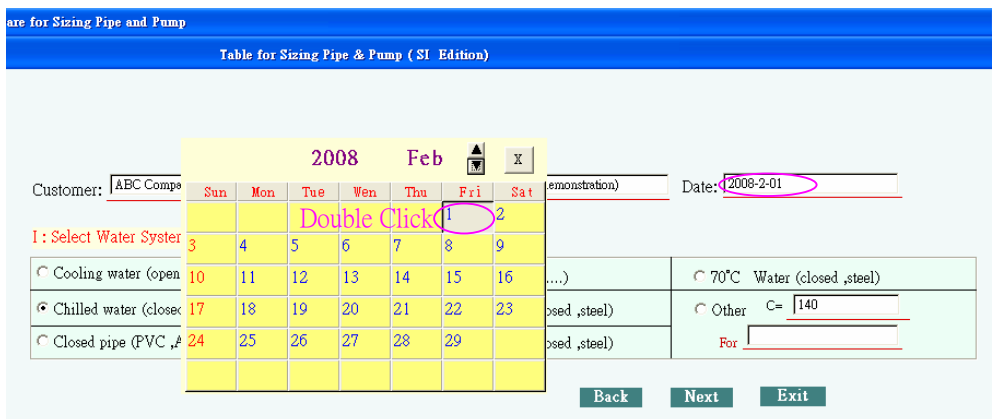 are for Sizing Pipe and Pump
Table for Sizing Pipe & Pump ( SI Edition)
2008 Feb X
Customer: ABC Compa emonstration) Date: 2008-2-01
Sun Mon Tue Wen Thu Fri Sat
Double Click 1 2
I : Select Water Syster
3 4 5 6 7 8 9
Cooling water (open 10 11 12 13 14 15 16 ....) 70°C Water (closed ,steel)
Chilled water (closed 17 18 19 20 21 22 23 osed ,steel) Other C= 140
Closed pipe (PVC ,A 24 25 26 27 28 29 osed ,steel) For
Back Next Exit